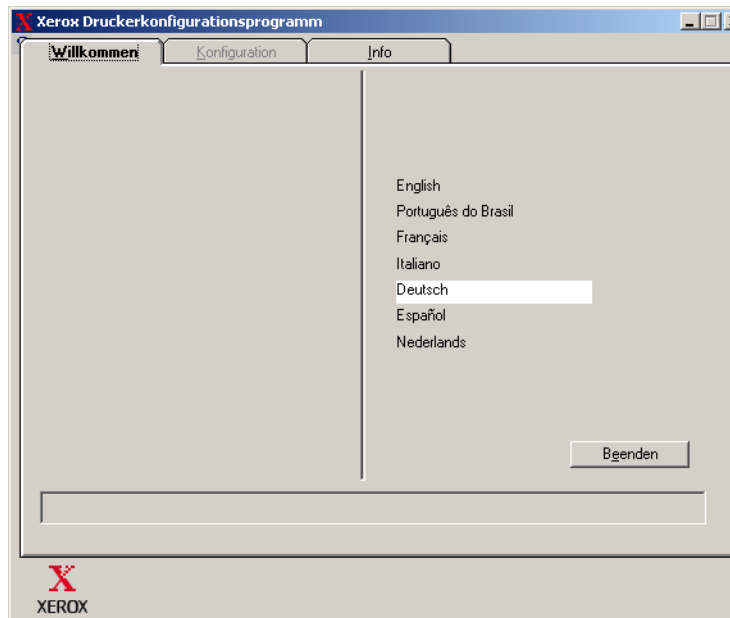 Xerox Druckerkonfigurationsprogramm
Willkommen Konfiguration Info
English
Português do Brasil
Français
Italiano
Deutsch
Español
Nederlands
Beenden
X
XEROX